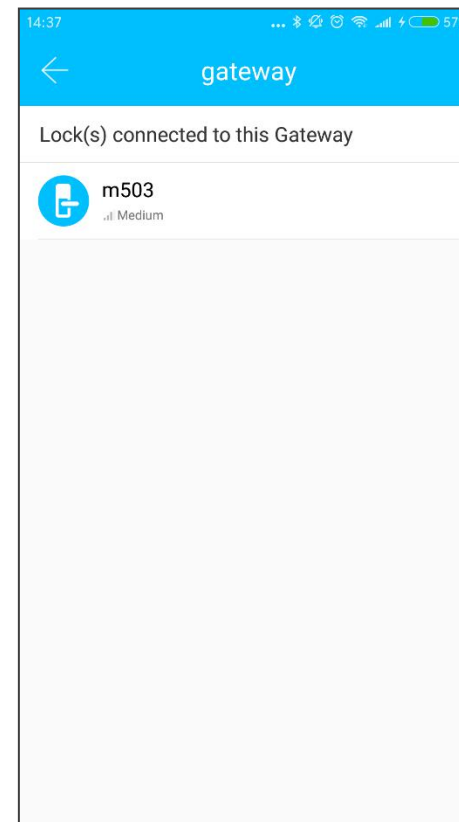 14:37 ... 57
gateway
Lock(s) connected to this Gateway
m503
Medium